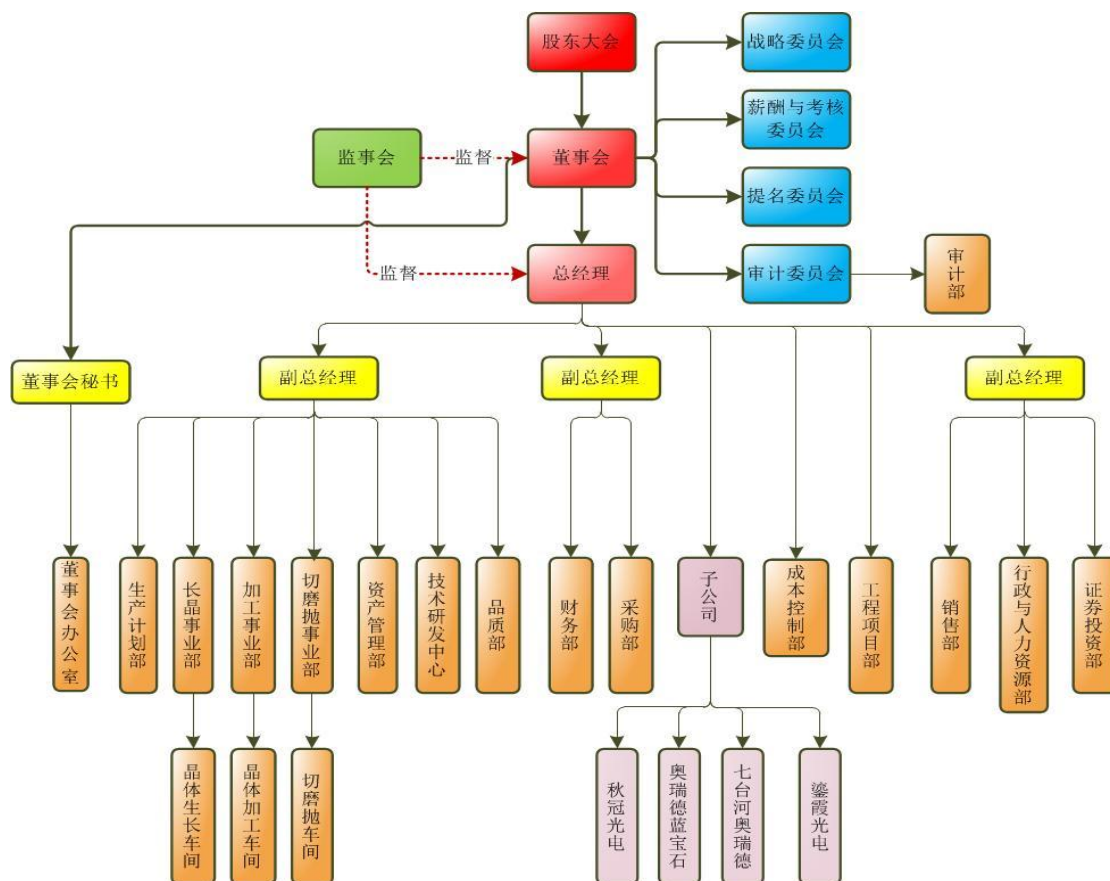 股东大会
战略委员会
薪酬与考核
委员会
监事会
监督
董事会
提名委员会
监督
总经理
审计委员会
审计部
董事会秘书
副总经理
副总经理
副总经理
董事会办公室
生产计划部
长晶事业部
加工事业部
切磨抛事业部
资产管理部
技术研发中心
品质部
财务部
采购部
子公司
成本控制部
工程项目部
销售部
行政与人力资源部
证券投资部
晶体生长车间
晶体加工车间
切磨抛车间
秋冠光电
奥瑞德蓝宝石
七台河奥瑞德
鎏霞光电